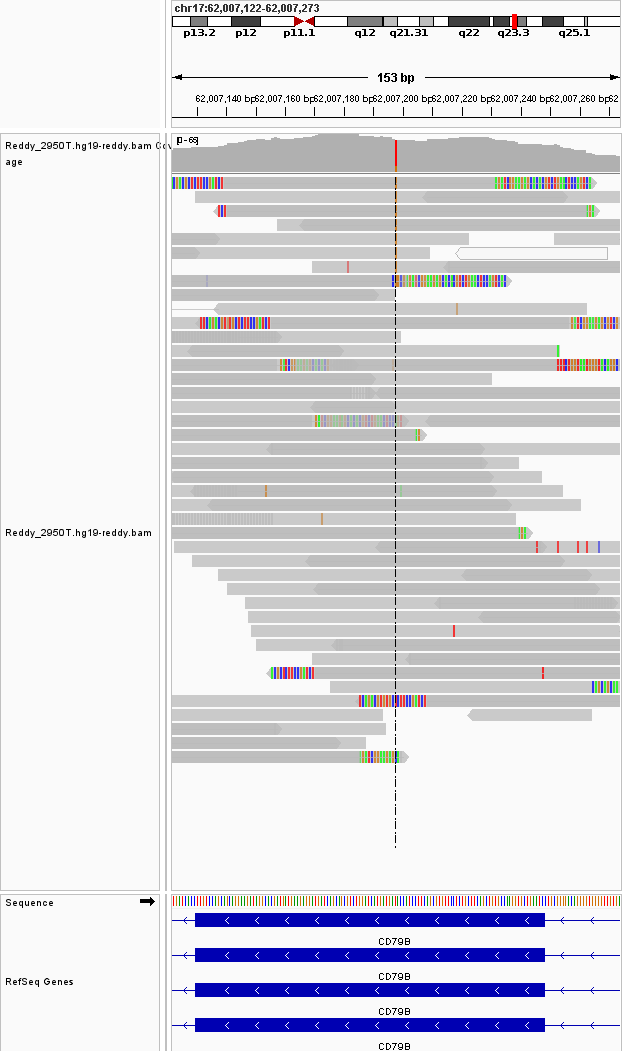 chr17:62,007,122-62,007,273
p13.2 p12 p11.1 q12 q21.31 q22 q23.3 q25.1
153 bp
62,007,140 bp 62,007,160 bp 62,007,180 bp 62,007,200 bp 62,007,220 bp 62,007,240 bp 62,007,260 bp 62
Reddy_2950T.hg19-reddy.bam Cov
age
[0-69]
Reddy_2950T.hg19-reddy.bam
Sequence
CD79B
CD79B
RefSeq Genes
CD79B
CD79B